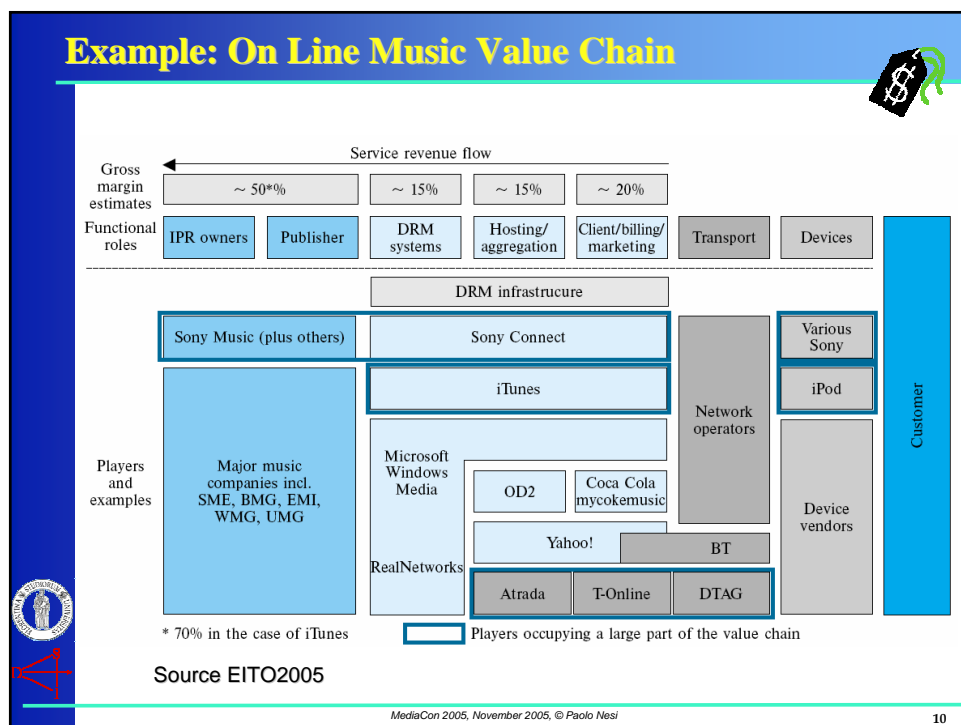 Example: On Line Music Value Chain
$
Service revenue flow
Gross
margin
estimates
~ 50*%
~ 15%
~ 15%
~ 20%
Functional
roles
IPR owners
Publisher
DRM
systems
Hosting/
aggregation
Client/billing/
marketing
Transport
Devices
DRM infrastrucure
Sony Music (plus others)
Sony Connect
Various
Sony
iTunes
iPod
Network
operators
Customer
Players
and
examples
Major music
companies incl.
SME, BMG, EMI,
WMG, UMG
Microsoft
Windows
Media
RealNetworks
OD2
Coca Cola
mycokemusic
Yahoo!
BT
Device
vendors
Atrada
T-Online
DTAG
* 70% in the case of iTunes
Players occupying a large part of the value chain
Source EITO2005
MediaCon 2005, November 2005, © Paolo Nesi
10